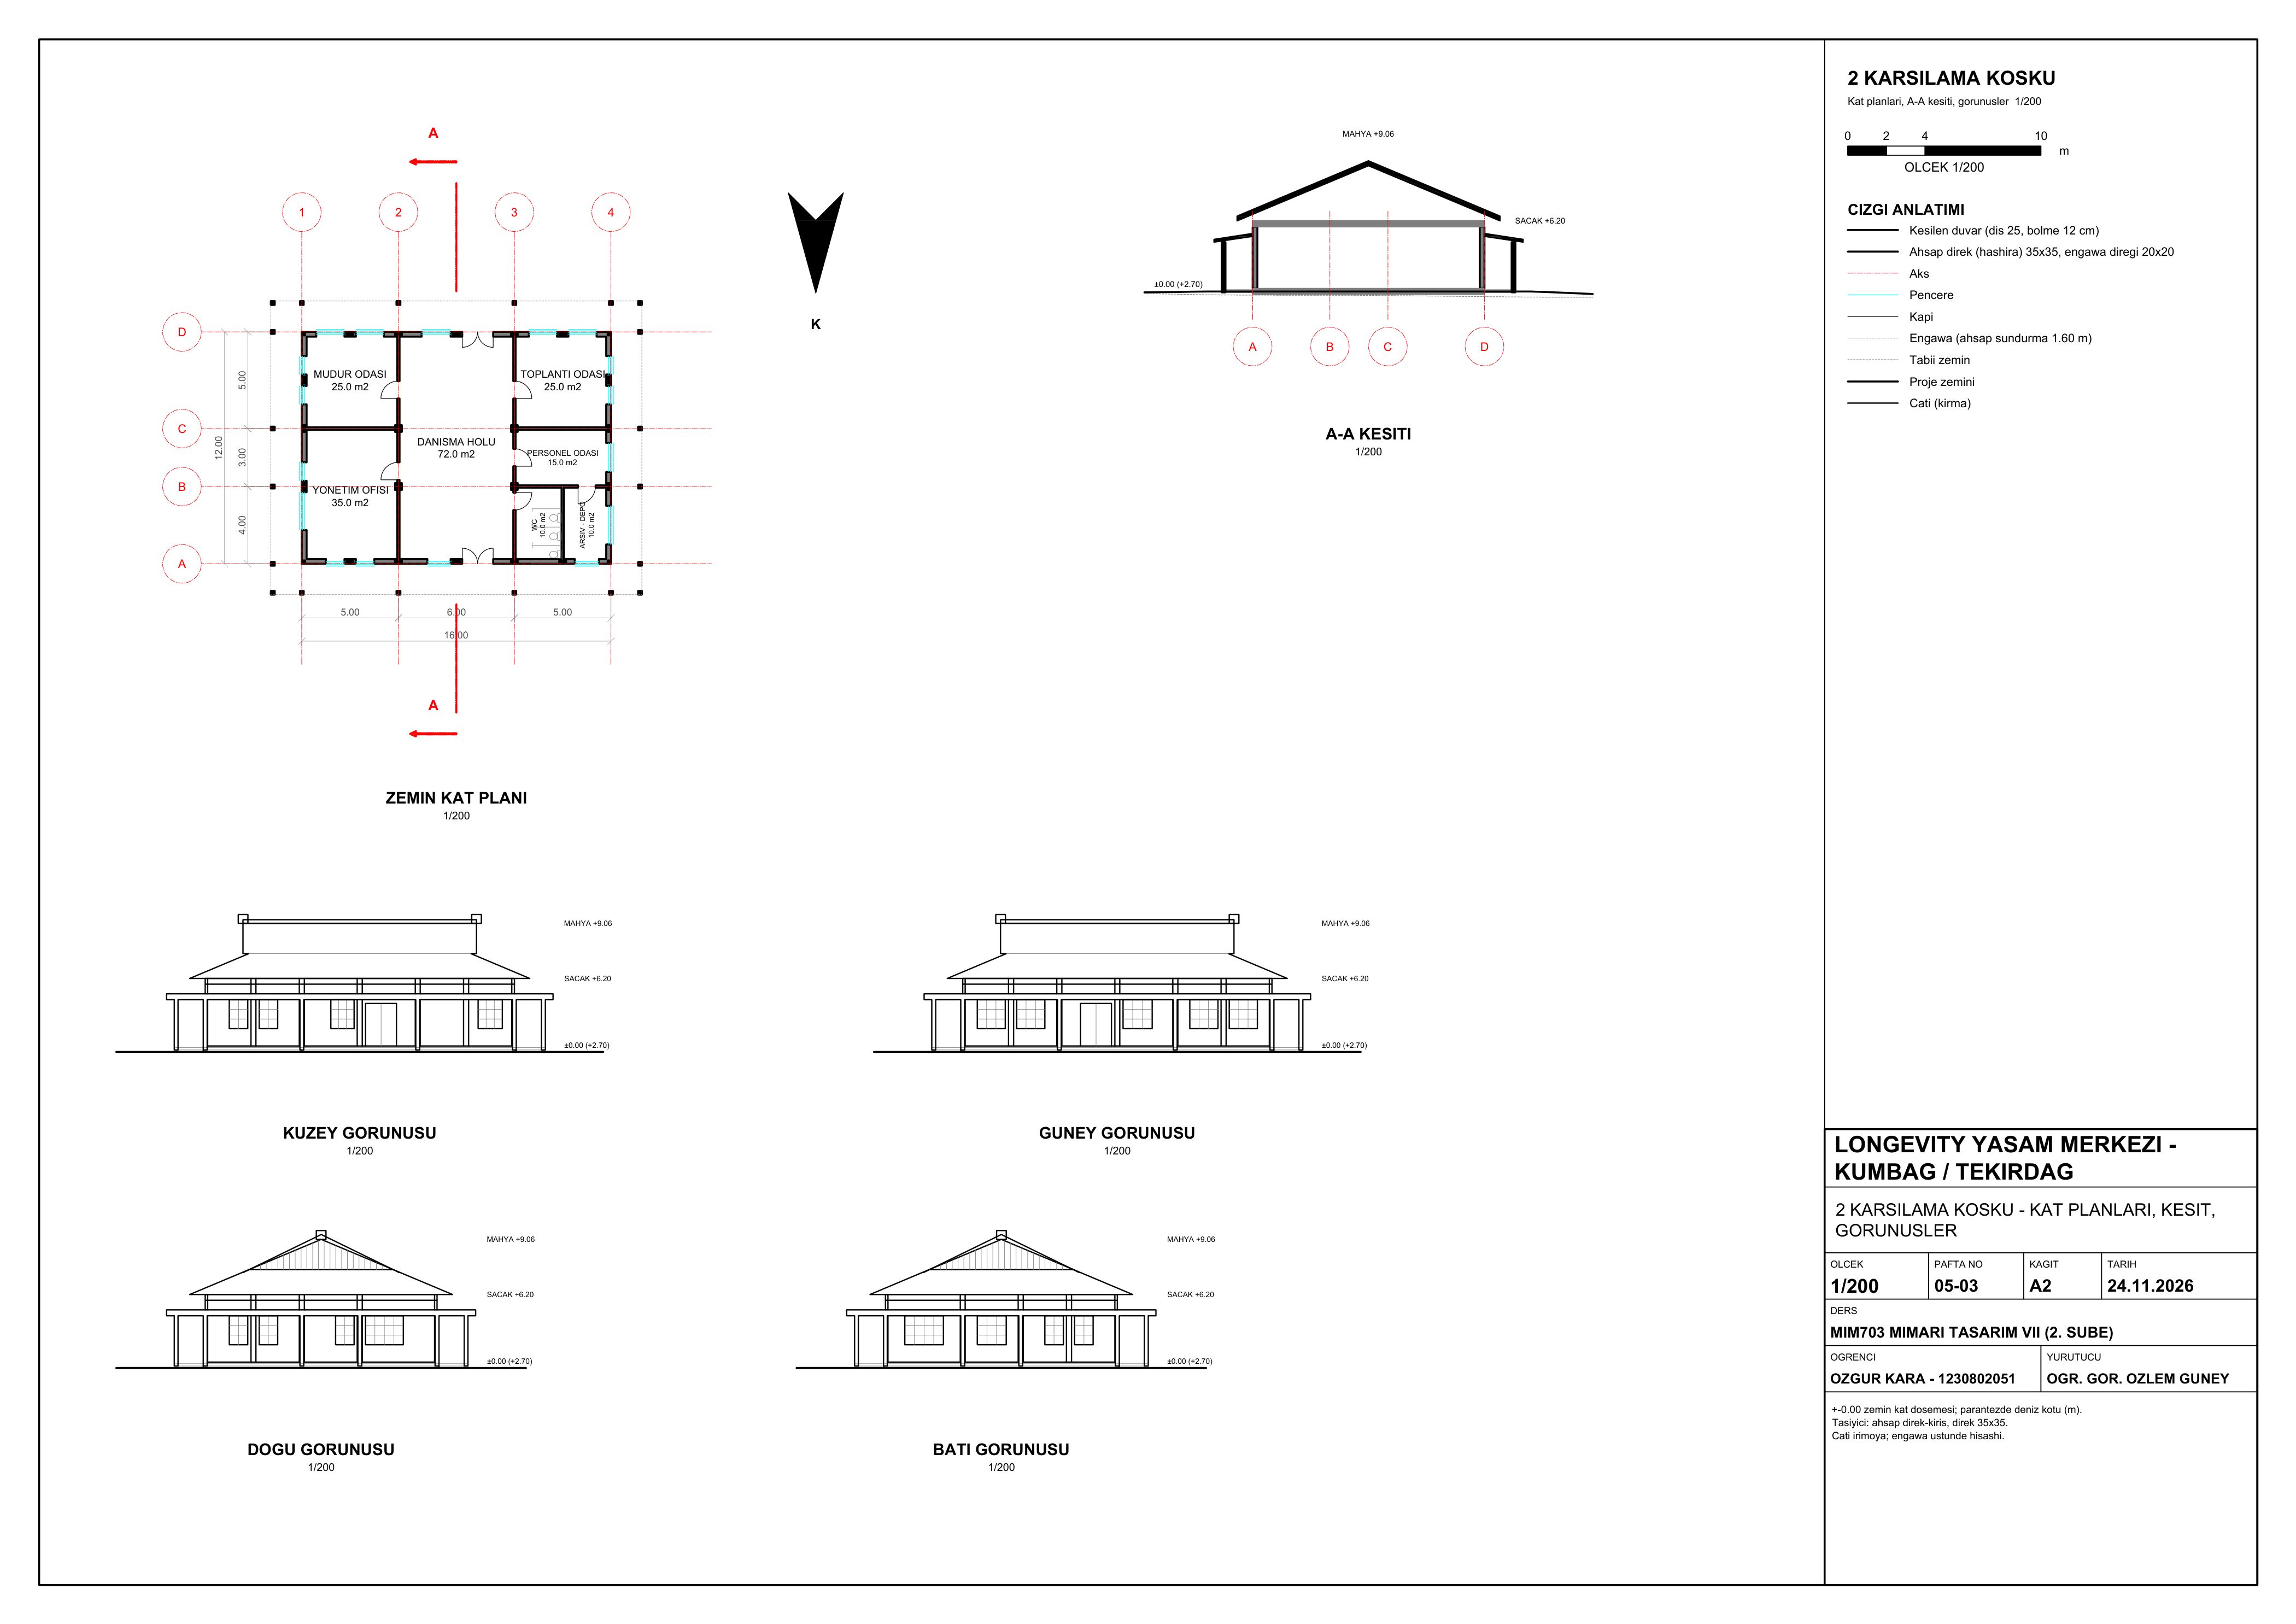 A
1
2
3
4
D
C
B
A
5.00
3.00
4.00
12.00
MUDUR ODASI
25.0 m2
TOPLANTI ODASI
25.0 m2
DANISMA HOLU
72.0 m2
PERSONEL ODASI
15.0 m2
YONETIM OFISI
35.0 m2
WC
10.0 m2
ARSIV - DEPO
10.0 m2
5.00
6.00
5.00
16.00
A
ZEMIN KAT PLANI
1/200
K
MAHYA +9.06
SACAK +6.20
±0.00 (+2.70)
A
B
C
D
A-A KESITI
1/200
MAHYA +9.06
SACAK +6.20
±0.00 (+2.70)
KUZEY GORUNUSU
1/200
MAHYA +9.06
SACAK +6.20
±0.00 (+2.70)
GUNEY GORUNUSU
1/200
MAHYA +9.06
SACAK +6.20
±0.00 (+2.70)
DOGU GORUNUSU
1/200
MAHYA +9.06
SACAK +6.20
±0.00 (+2.70)
BATI GORUNUSU
1/200
2 KARSILAMA KOSKU
Kat planlari, A-A kesiti, gorunusler 1/200
0 2 4 10
m
OLCEK 1/200
CIZGI ANLATIMI
Kesilen duvar (dis 25, bolme 12 cm)
Ahsap direk (hashira) 35x35, engawa diregi 20x20
Aks
Pencere
Kapi
Engawa (ahsap sundurma 1.60 m)
Tabii zemin
Proje zemini
Cati (kirma)
LONGEVITY YASAM MERKEZI -
KUMBAG / TEKIRDAG
2 KARSILAMA KOSKU - KAT PLANLARI, KESIT,
GORUNUSLER
OLCEK
1/200
PAFTA NO
05-03
KAGIT
A2
TARIH
24.11.2026
DERS
MIM703 MIMARI TASARIM VII (2. SUBE)
OGRENCI
OZGUR KARA - 1230802051
YURUTUCU
OGR. GOR. OZLEM GUNEY
+-0.00 zemin kat dosemesi; parantezde deniz kotu (m).
Tasiyici: ahsap direk-kiris, direk 35x35.
Cati irimoya; engawa ustunde hisashi.